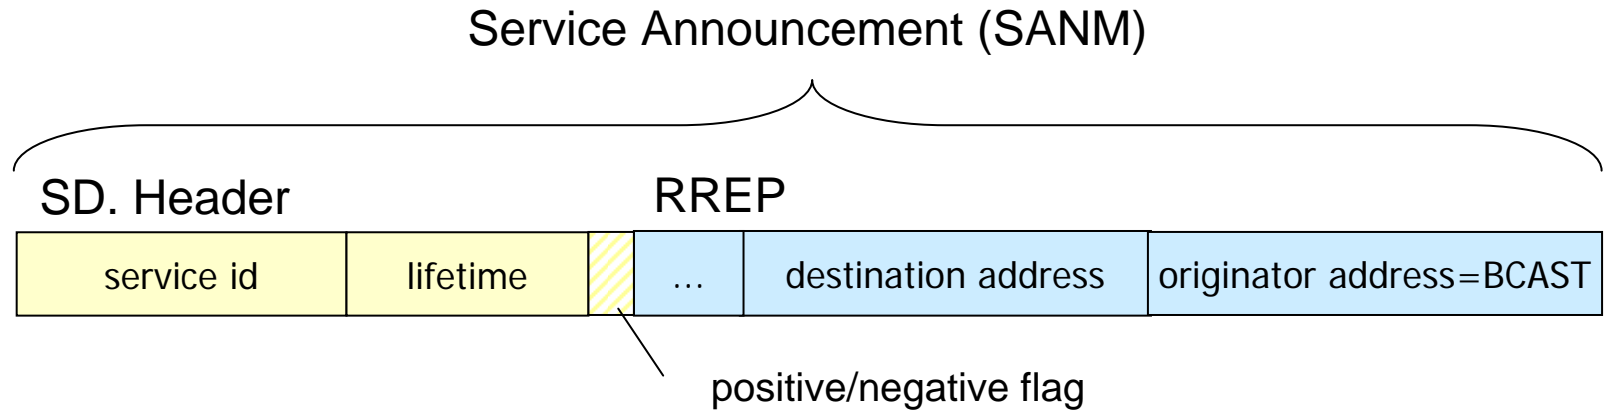 Service Announcement (SANM)
SD. Header
RREP
service id
lifetime
...
destination address
originator address=BCAST
positive/negative flag